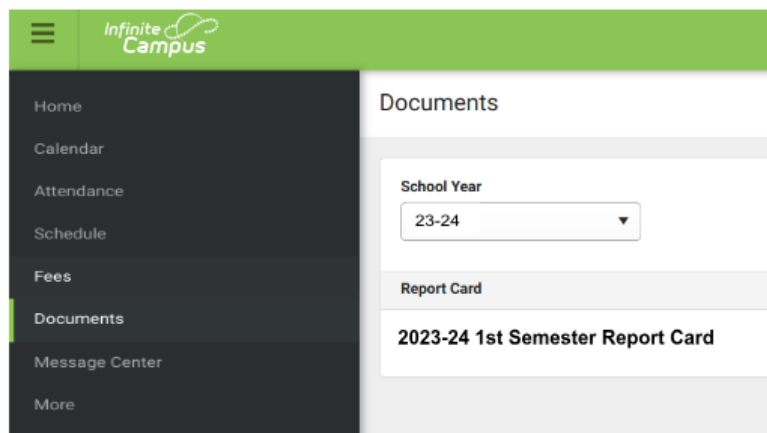 Infinite
Campus
Home
Calendar
Attendance
Schedule
Fees
Documents
Message Center
More
Documents
School Year
23-24
Report Card
2023-24 1st Semester Report Card